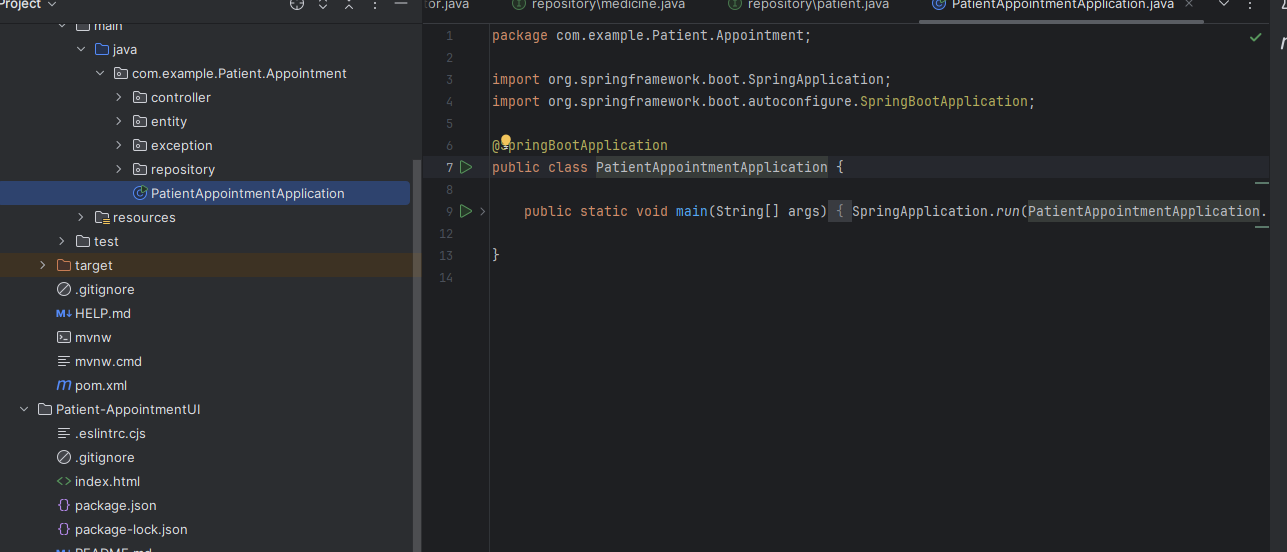 Project
or.java
repository\medicine.java
repository\patient.java
PatientAppointmentApplication.java
main
java
com.example.Patient.Appointment
controller
entity
exception
repository
PatientAppointmentApplication
resources
test
target
.gitignore
M↓ HELP.md
mvnw
mvnw.cmd
m pom.xml
Patient-AppointmentUI
.eslintrc.cjs
.gitignore
<> index.html
{} package.json
{} package-lock.json
M↓ README.md
1 package com.example.Patient.Appointment;
2
3 import org.springframework.boot.SpringApplication;
4 import org.springframework.boot.autoconfigure.SpringBootApplication;
5
6 @SpringBootApplication
7 public class PatientAppointmentApplication {
8
9 public static void main(String[] args) { SpringApplication.run(PatientAppointmentApplication.
12
13 }
14